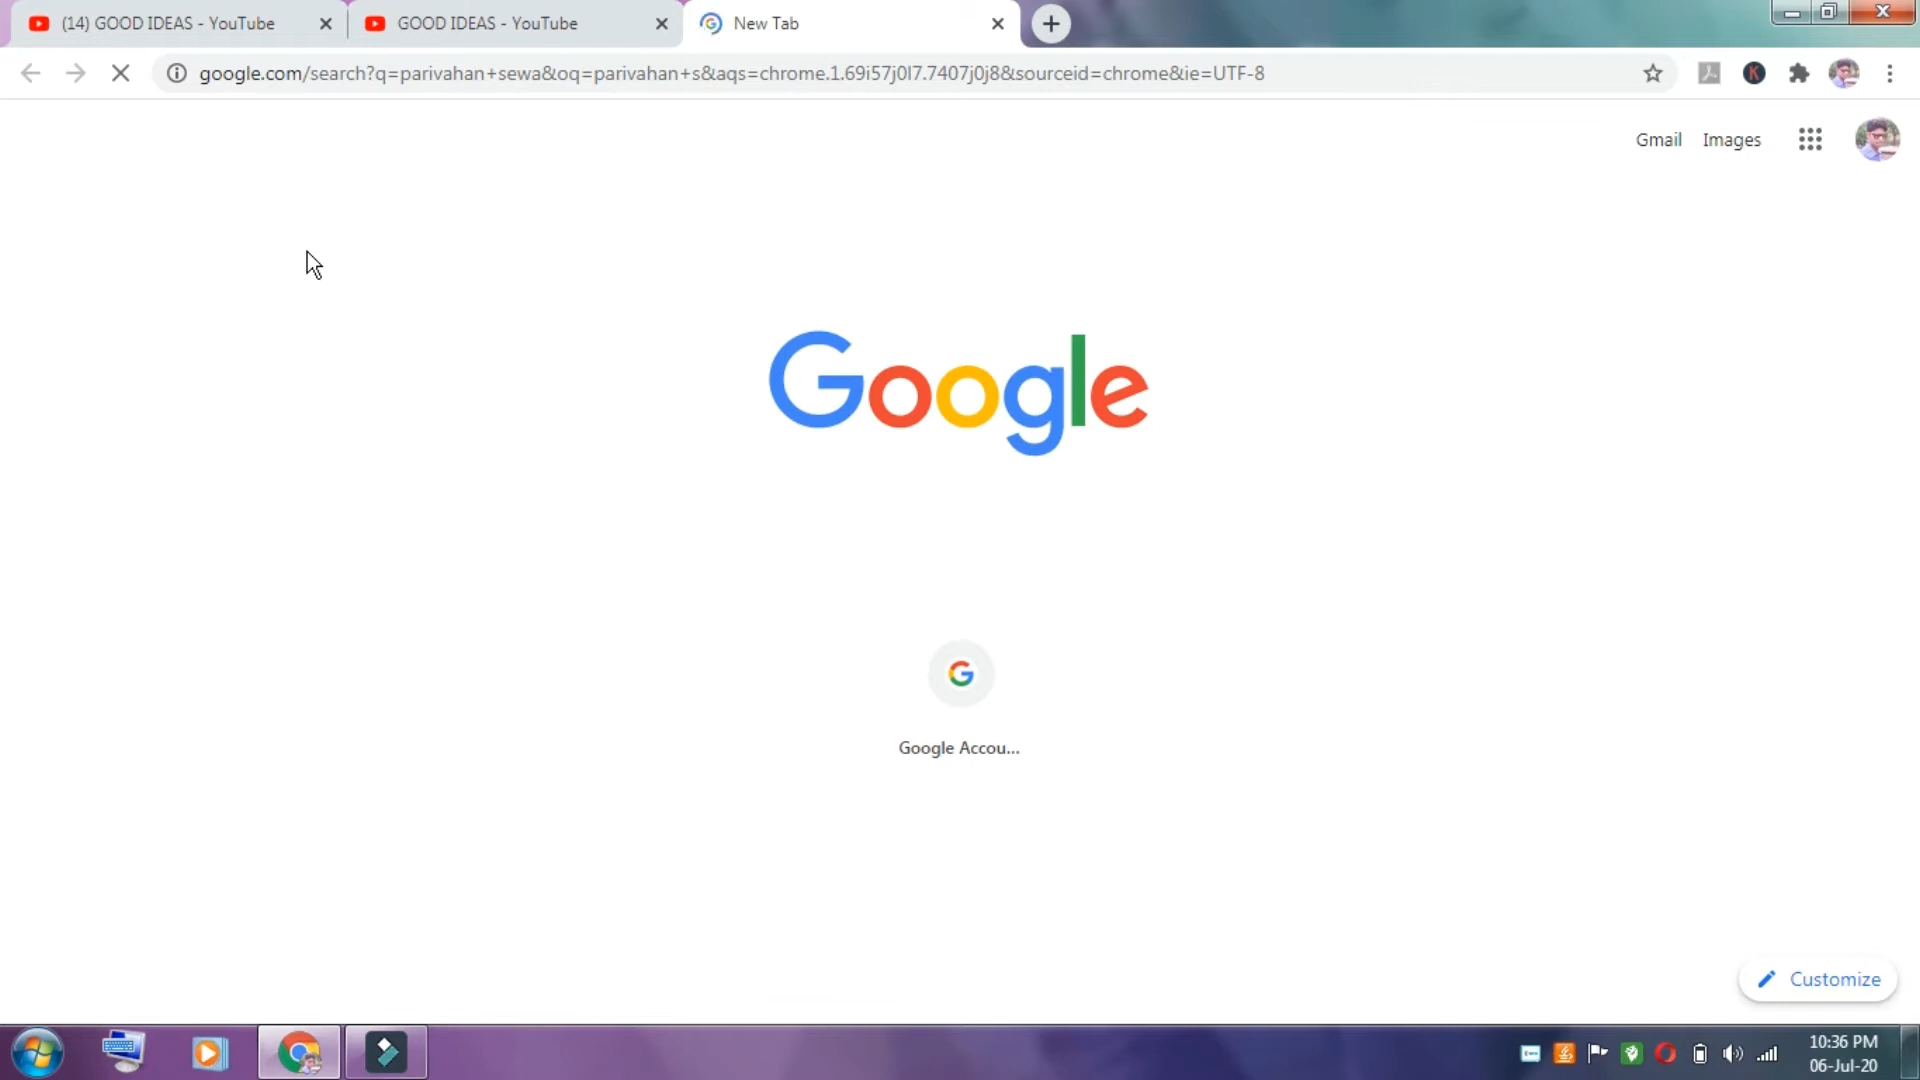 (14) GOOD IDEAS - YouTube
GOOD IDEAS - YouTube
New Tab
google.com/search?q=parivahan+sewa&oq=parivahan+s&aqs=chrome.1.69i57j0l7.7407j0j8&sourceid=chrome&ie=UTF-8
K
Gmail
Images
Google
G
Google Accou...
Customize
10:36 PM
06-Jul-20